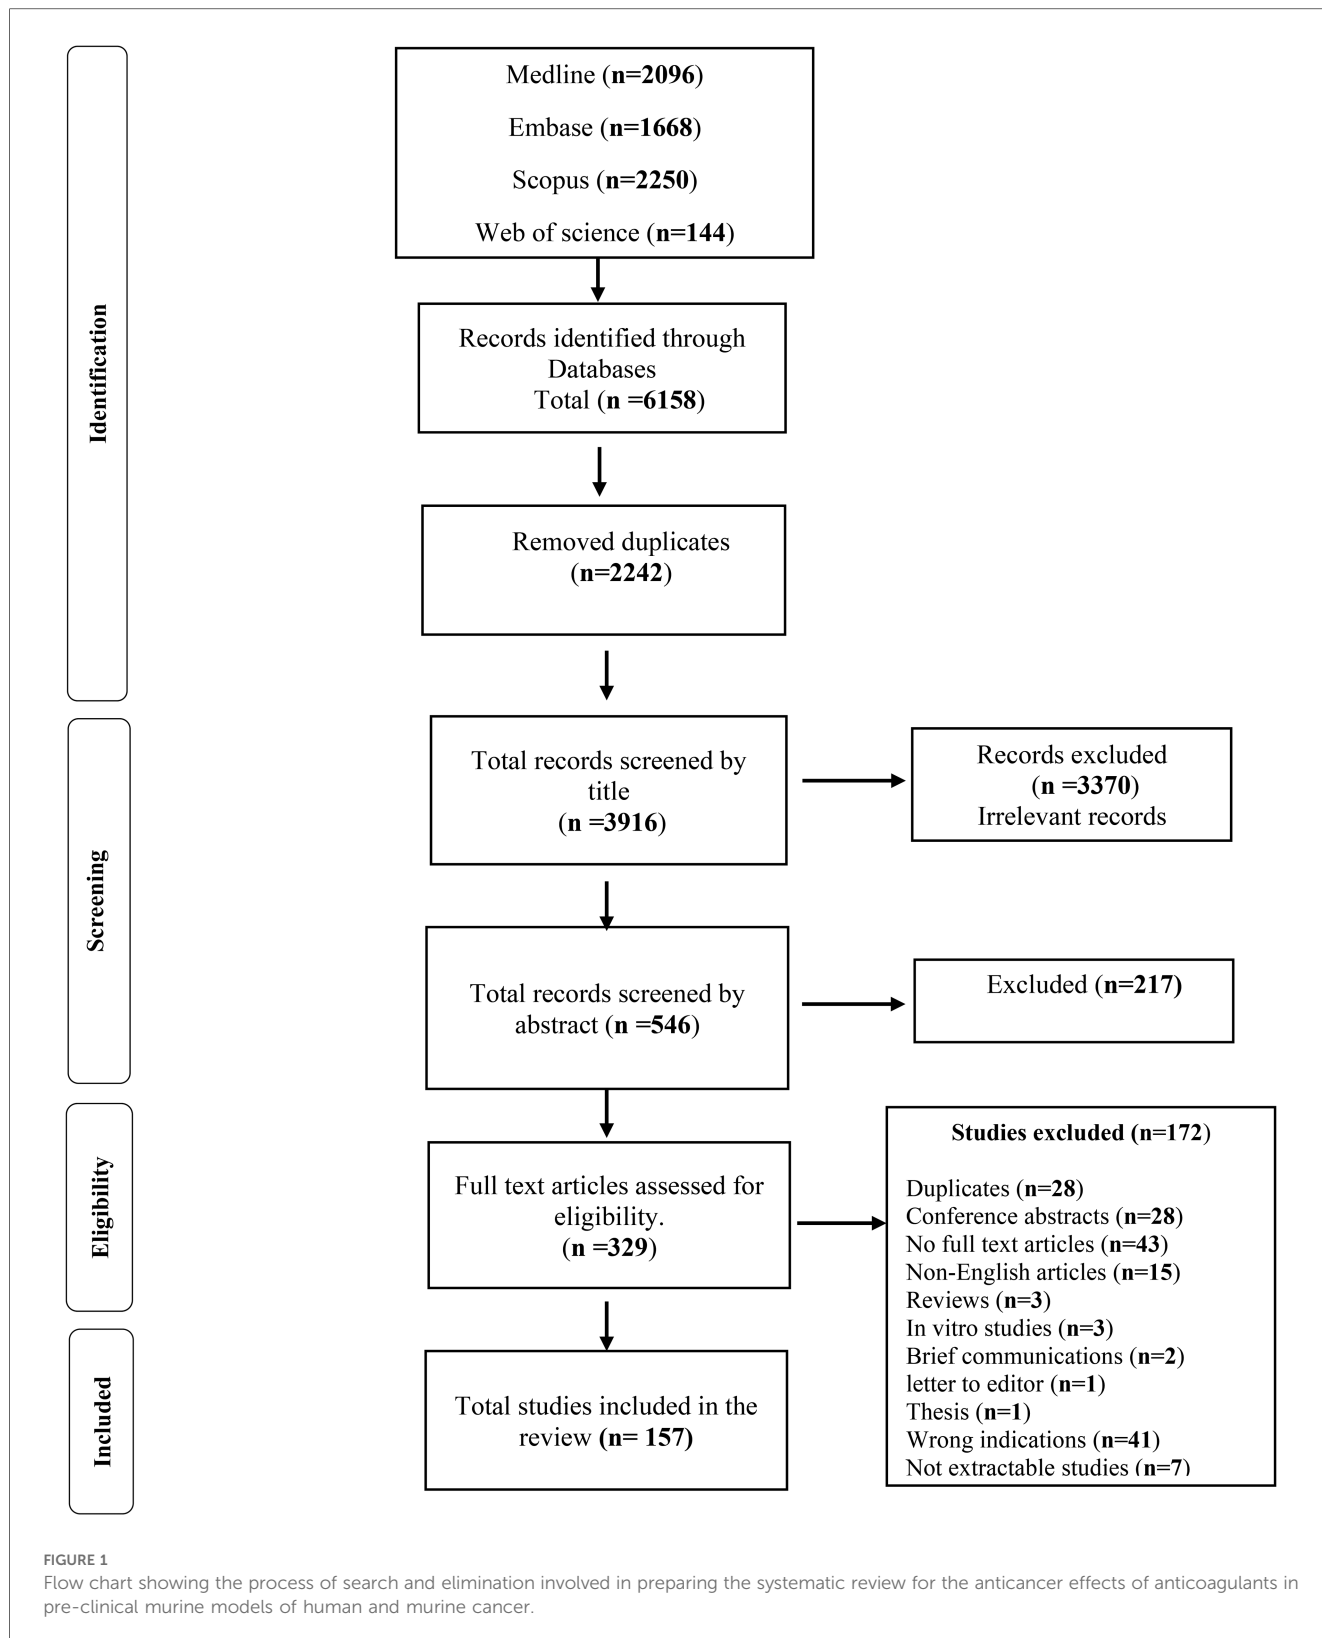 Identification
Medline (n=2096)
Embase (n=1668)
Scopus (n=2250)
Web of science (n=144)
Records identified through
Databases
Total (n =6158)
Removed duplicates
(n=2242)
Screening
Total records screened by
title
(n =3916)
Records excluded
(n =3370)
Irrelevant records
Total records screened by
abstract (n =546)
Excluded (n=217)
Eligibility
Full text articles assessed for
eligibility.
(n =329)
Studies excluded (n=172)
Duplicates (n=28)
Conference abstracts (n=28)
No full text articles (n=43)
Non-English articles (n=15)
Reviews (n=3)
In vitro studies (n=3)
Brief communications (n=2)
letter to editor (n=1)
Thesis (n=1)
Wrong indications (n=41)
Not extractable studies (n=7)
Included
Total studies included in the
review (n= 157)
FIGURE 1
Flow chart showing the process of search and elimination involved in preparing the systematic review for the anticancer effects of anticoagulants in
pre-clinical murine models of human and murine cancer.